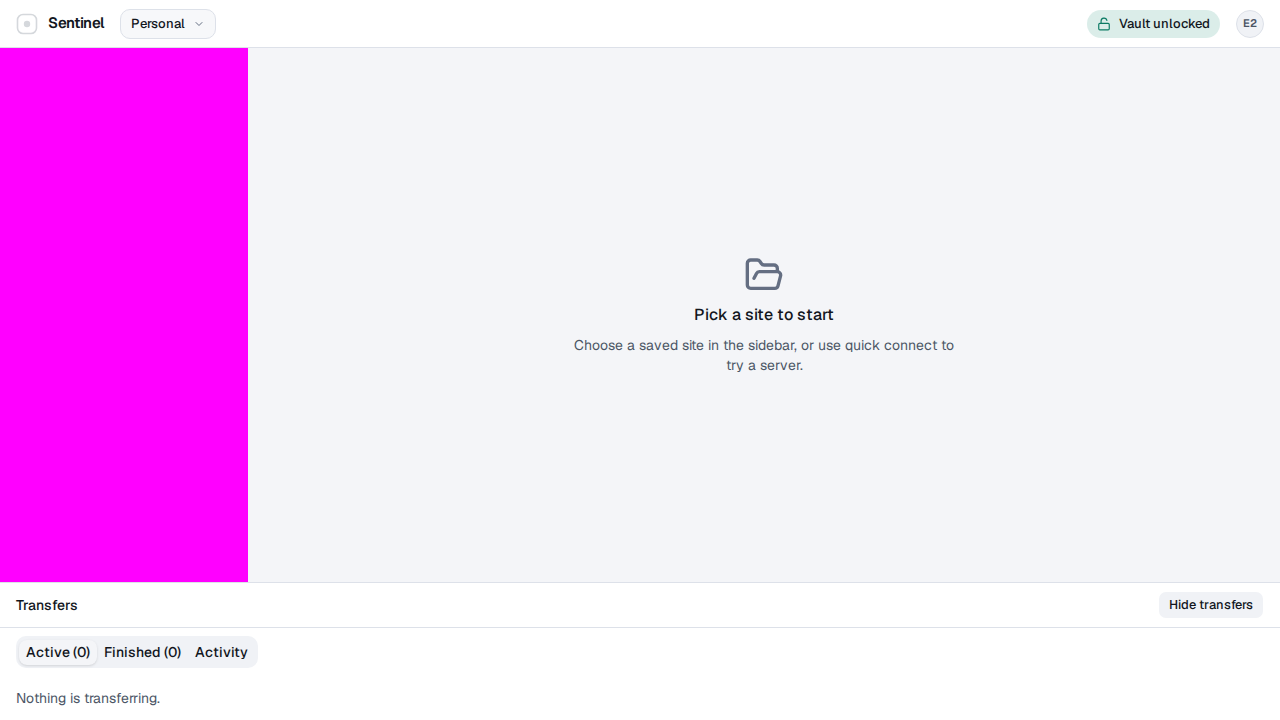 Sentinel
Personal
Vault unlocked
E2
Pick a site to start
Choose a saved site in the sidebar, or use quick connect to
try a server.
Transfers
Hide transfers
Active (0)
Finished (0)
Activity
Nothing is transferring.